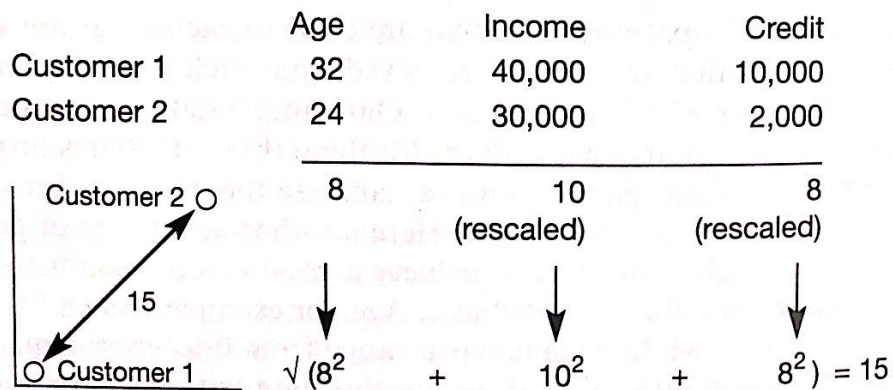 Age Income Credit
Customer 1 32 40,000 10,000
Customer 2 24 30,000 2,000
8 10 8
(rescaled) (rescaled)
Customer 2
15
Customer 1
√ (8² + 10² + 8²) = 15